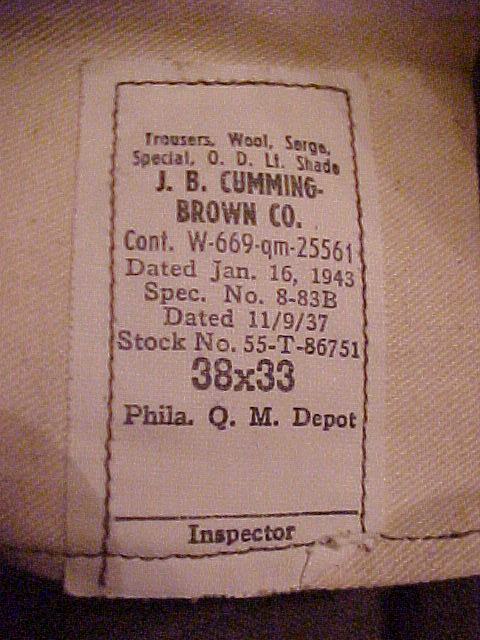 Trousers, Wool, Serge,
Special, O. D. Lt. Shade
J. B. CUMMING-
BROWN CO.
Cont. W-669-qm-25561
Dated Jan. 16, 1943
Spec. No. 8-83B
Dated 11/9/37
Stock No. 55-T-86751
38x33
Phila. Q. M. Depot
Inspector